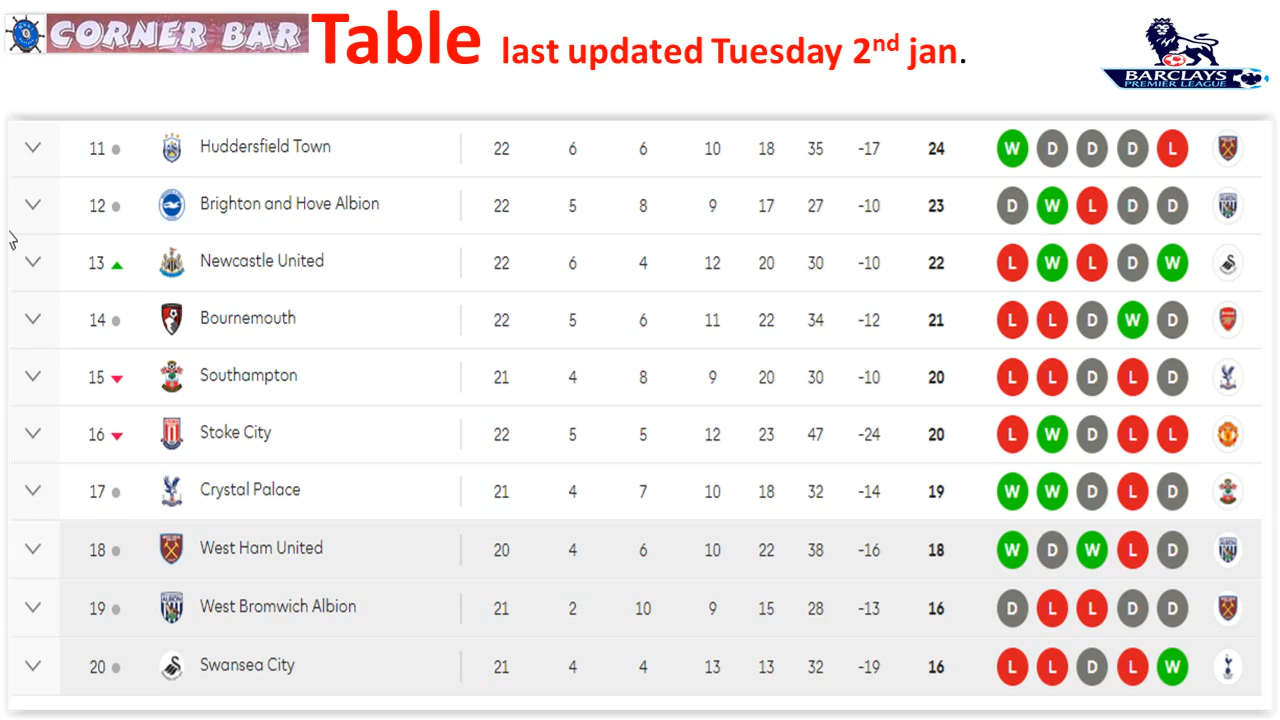 CORNER BAR Table last updated Tuesday 2nd jan.
BARCLAYS
PREMIER LEAGUE
11 Huddersfield Town 22 6 6 10 18 35 -17 24 W D D D L
12 Brighton and Hove Albion 22 5 8 9 17 27 -10 23 D W L D D
13 Newcastle United 22 6 4 12 20 30 -10 22 L W L D W
14 Bournemouth 22 5 6 11 22 34 -12 21 L L D W D
15 Southampton 21 4 8 9 20 30 -10 20 L L D L D
16 Stoke City 22 5 5 12 23 47 -24 20 L W D L L
17 Crystal Palace 21 4 7 10 18 32 -14 19 W W D L D
18 West Ham United 20 4 6 10 22 38 -16 18 W D W L D
19 West Bromwich Albion 21 2 10 9 15 28 -13 16 D L L D D
20 Swansea City 21 4 4 13 13 32 -19 16 L L D L W